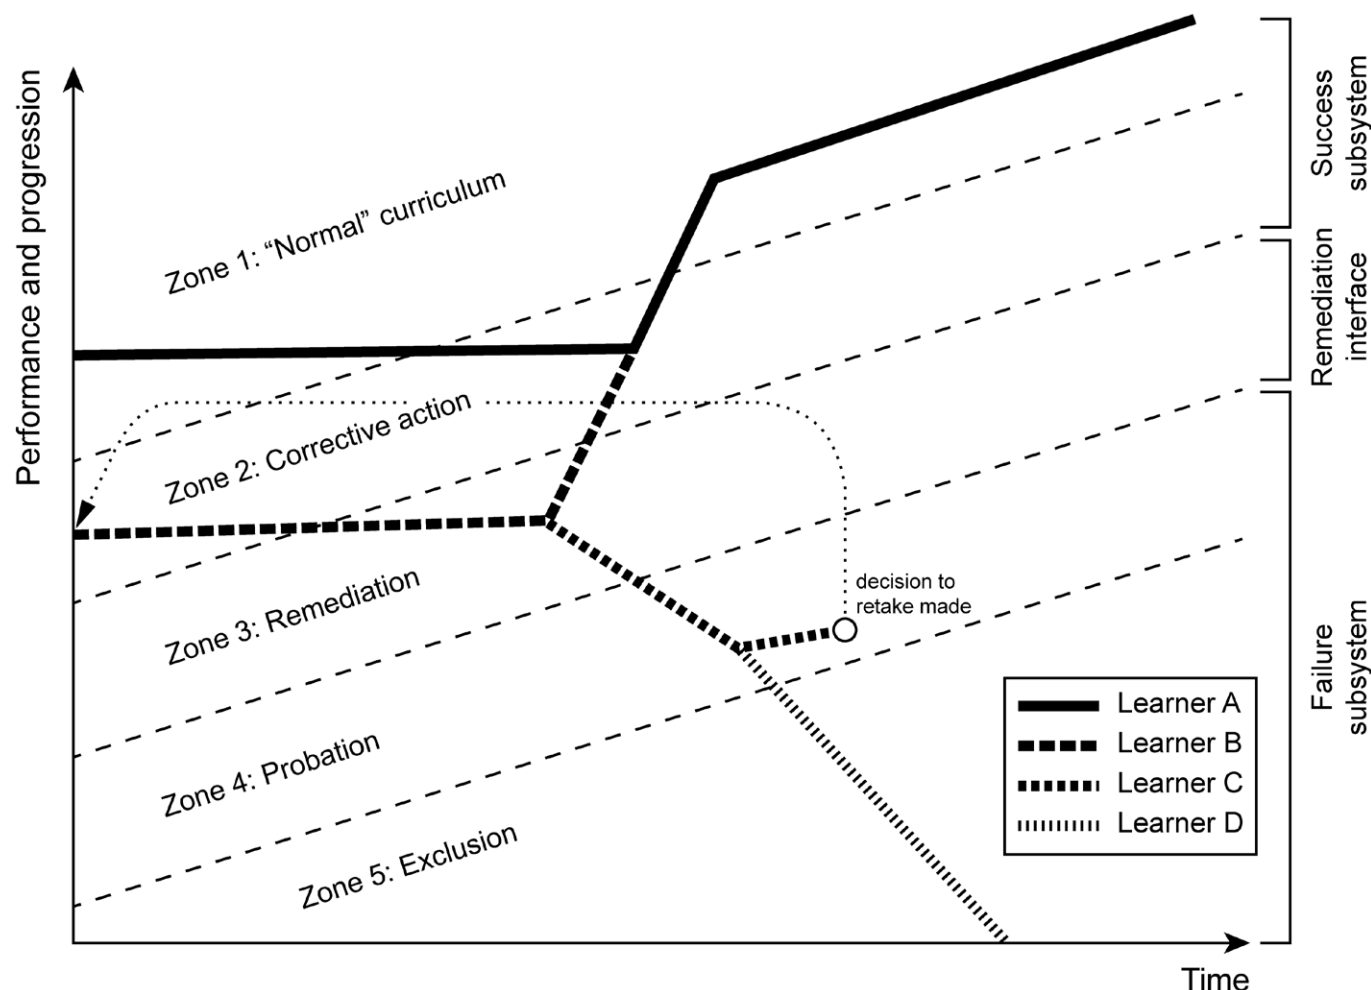 Performance and progression
Zone 1: “Normal” curriculum
Zone 2: Corrective action
Zone 3: Remediation
Zone 4: Probation
Zone 5: Exclusion
decision to
retake made
Learner A
Learner B
Learner C
Learner D
Success
subsystem
Remediation
interface
Failure
subsystem
Time